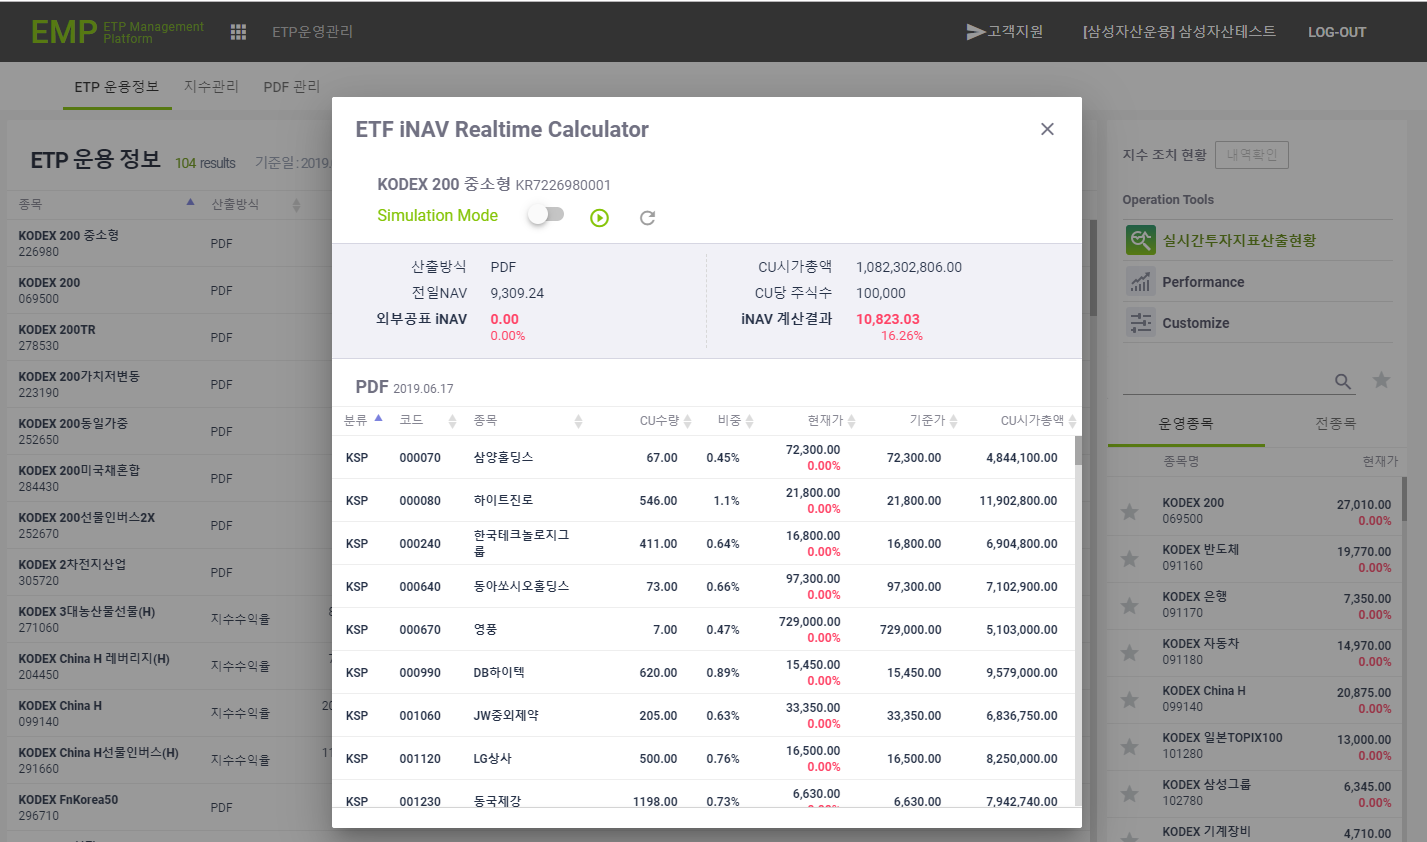 EMP ETP Management Platform
ETP운영관리
고객지원
[삼성자산운용] 삼성자산테스트
LOG-OUT
ETP 운용정보
지수관리
PDF 관리
ETP 운용 정보 104 results 기준일 : 2019.
종목 산출방식
KODEX 200 중소형
226980
PDF
KODEX 200
069500
PDF
KODEX 200TR
278530
PDF
KODEX 200가치저변동
223190
PDF
KODEX 200동일가중
252650
PDF
KODEX 200미국채혼합
284430
PDF
KODEX 200선물인버스2X
252670
PDF
KODEX 2차전지산업
305720
PDF
KODEX 3대농산물선물(H)
271060
지수수익율
KODEX China H 레버리지(H)
204450
지수수익율
KODEX China H
099140
지수수익율
20
KODEX China H선물인버스(H)
291660
지수수익율
11
KODEX FnKorea50
296710
PDF
ETF iNAV Realtime Calculator
KODEX 200 중소형 KR7226980001
Simulation Mode
산출방식 PDF
전일NAV 9,309.24
외부공표 iNAV 0.00
0.00%
CU시가총액 1,082,302,806.00
CU당 주식수 100,000
iNAV 계산결과 10,823.03
16.26%
PDF 2019.06.17
분류 코드 종목 CU수량 비중 현재가 기준가 CU시가총액
KSP 000070 삼양홀딩스 67.00 0.45% 72,300.00 72,300.00 4,844,100.00
0.00%
KSP 000080 하이트진로 546.00 1.1% 21,800.00 21,800.00 11,902,800.00
0.00%
KSP 000240 한국테크놀로지그룹 411.00 0.64% 16,800.00 16,800.00 6,904,800.00
0.00%
KSP 000640 동아쏘시오홀딩스 73.00 0.66% 97,300.00 97,300.00 7,102,900.00
0.00%
KSP 000670 영풍 7.00 0.47% 729,000.00 729,000.00 5,103,000.00
0.00%
KSP 000990 DB하이텍 620.00 0.89% 15,450.00 15,450.00 9,579,000.00
0.00%
KSP 001060 JW중외제약 205.00 0.63% 33,350.00 33,350.00 6,836,750.00
0.00%
KSP 001120 LG상사 500.00 0.76% 16,500.00 16,500.00 8,250,000.00
0.00%
KSP 001230 동국제강 1198.00 0.73% 6,630.00 6,630.00 7,942,740.00
지수 조치 현황 내역확인
Operation Tools
실시간투자지표산출현황
Performance
Customize
운영종목 전종목
종목명 현재가
KODEX 200 27,010.00
069500 0.00%
KODEX 반도체 19,770.00
091160 0.00%
KODEX 은행 7,350.00
091170 0.00%
KODEX 자동차 14,970.00
091180 0.00%
KODEX China H 20,875.00
099140 0.00%
KODEX 일본TOPIX100 13,000.00
101280 0.00%
KODEX 삼성그룹 6,345.00
102780 0.00%
KODEX 기계장비 4,710.00